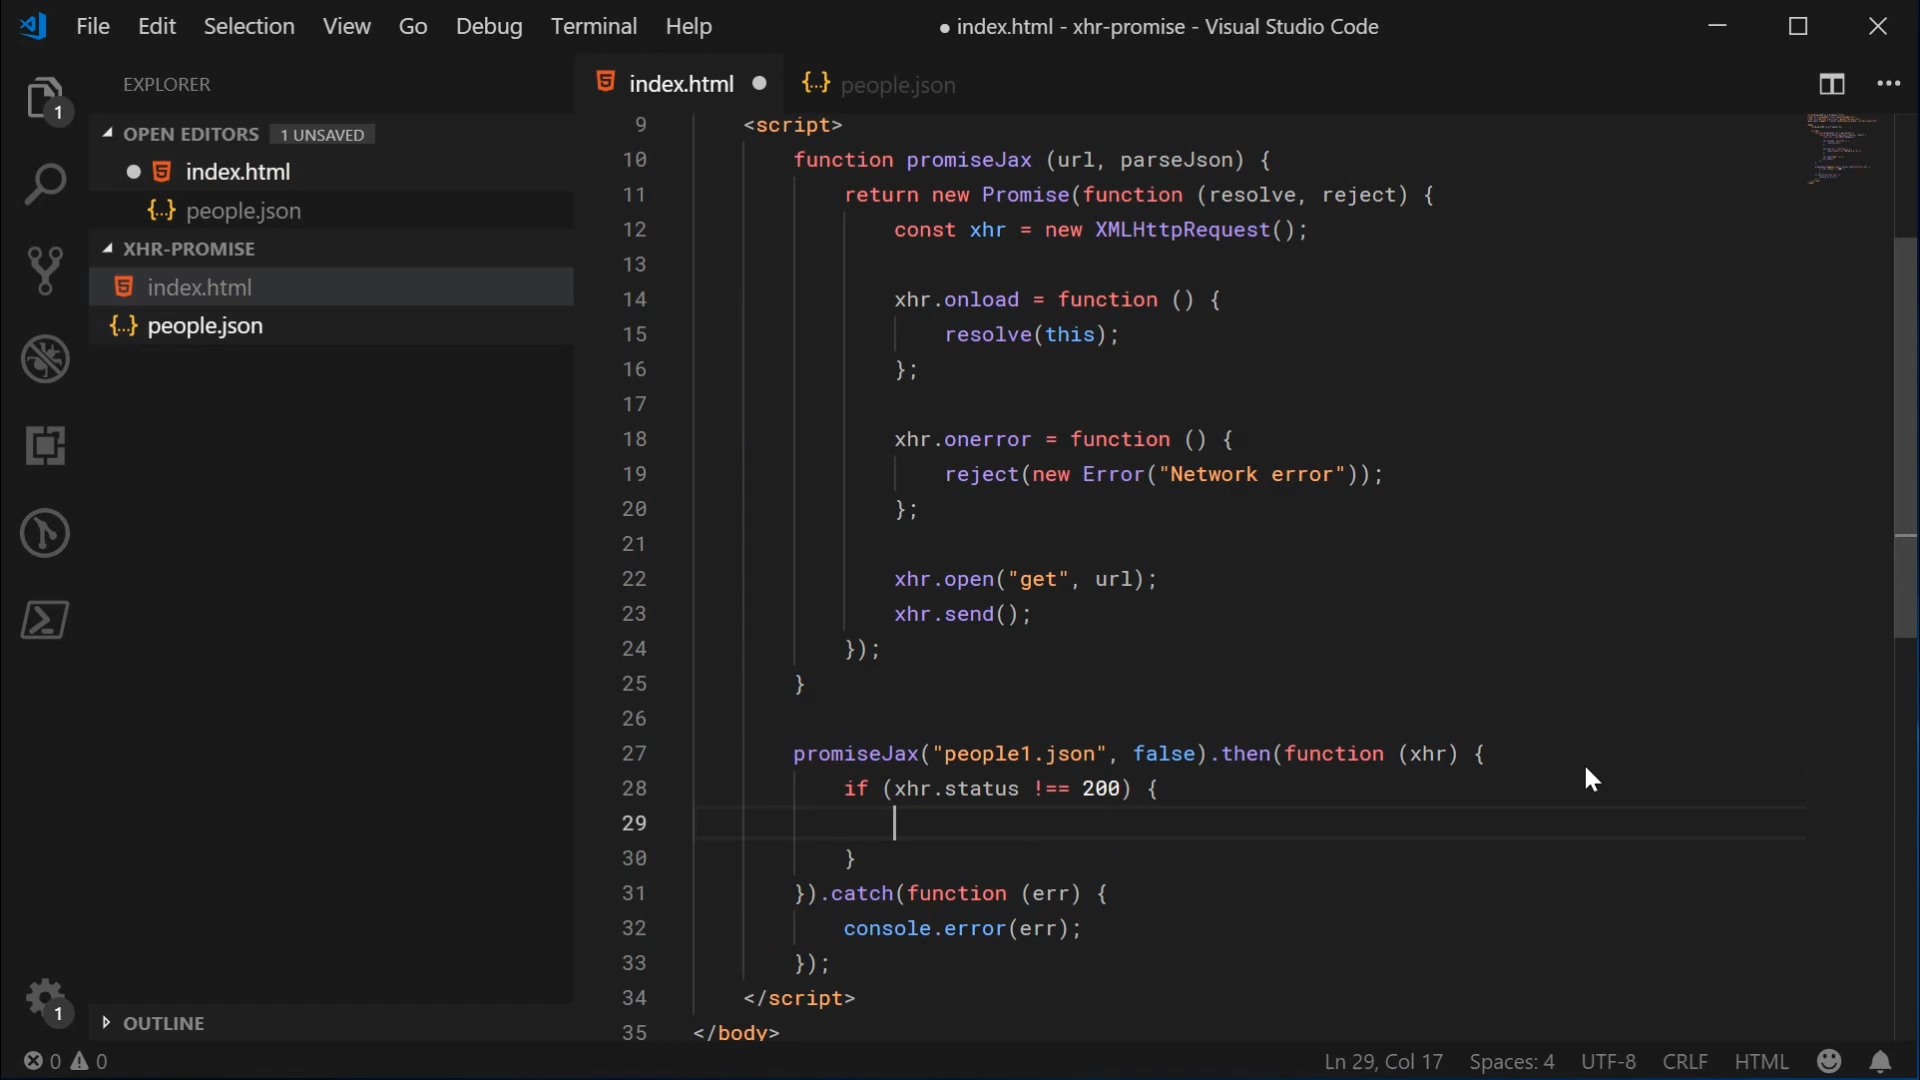 File Edit Selection View Go Debug Terminal Help
● index.html - xhr-promise - Visual Studio Code
EXPLORER
1
OPEN EDITORS 1 UNSAVED
index.html
{..} people.json
XHR-PROMISE
index.html
{..} people.json
1
OUTLINE
index.html
{..} people.json
9 <script>
10 function promiseJax (url, parseJson) {
11 return new Promise(function (resolve, reject) {
12 const xhr = new XMLHttpRequest();
13
14 xhr.onload = function () {
15 resolve(this);
16 };
17
18 xhr.onerror = function () {
19 reject(new Error("Network error"));
20 };
21
22 xhr.open("get", url);
23 xhr.send();
24 });
25 }
26
27 promiseJax("people1.json", false).then(function (xhr) {
28 if (xhr.status !== 200) {
29
30 }
31 }).catch(function (err) {
32 console.error(err);
33 });
34 </script>
35 </body>
0 0
Ln 29, Col 17 Spaces: 4 UTF-8 CRLF HTML